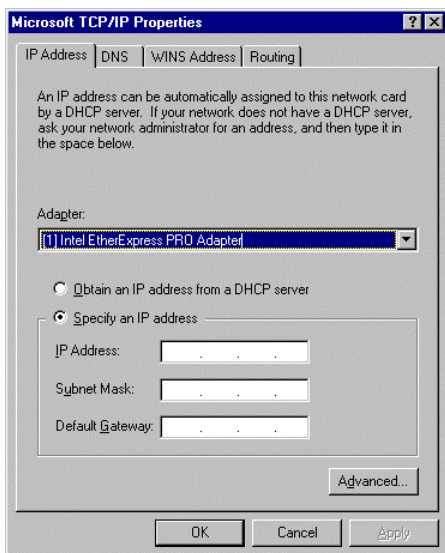 Microsoft TCP/IP Properties
IP Address
DNS
WINS Address
Routing
An IP address can be automatically assigned to this network card
by a DHCP server. If your network does not have a DHCP server,
ask your network administrator for an address, and then type it in
the space below.
Adapter:
[1] Intel EtherExpress PRO Adapter
Obtain an IP address from a DHCP server
Specify an IP address
IP Address:
Subnet Mask:
Default Gateway:
Advanced...
OK
Cancel
Apply